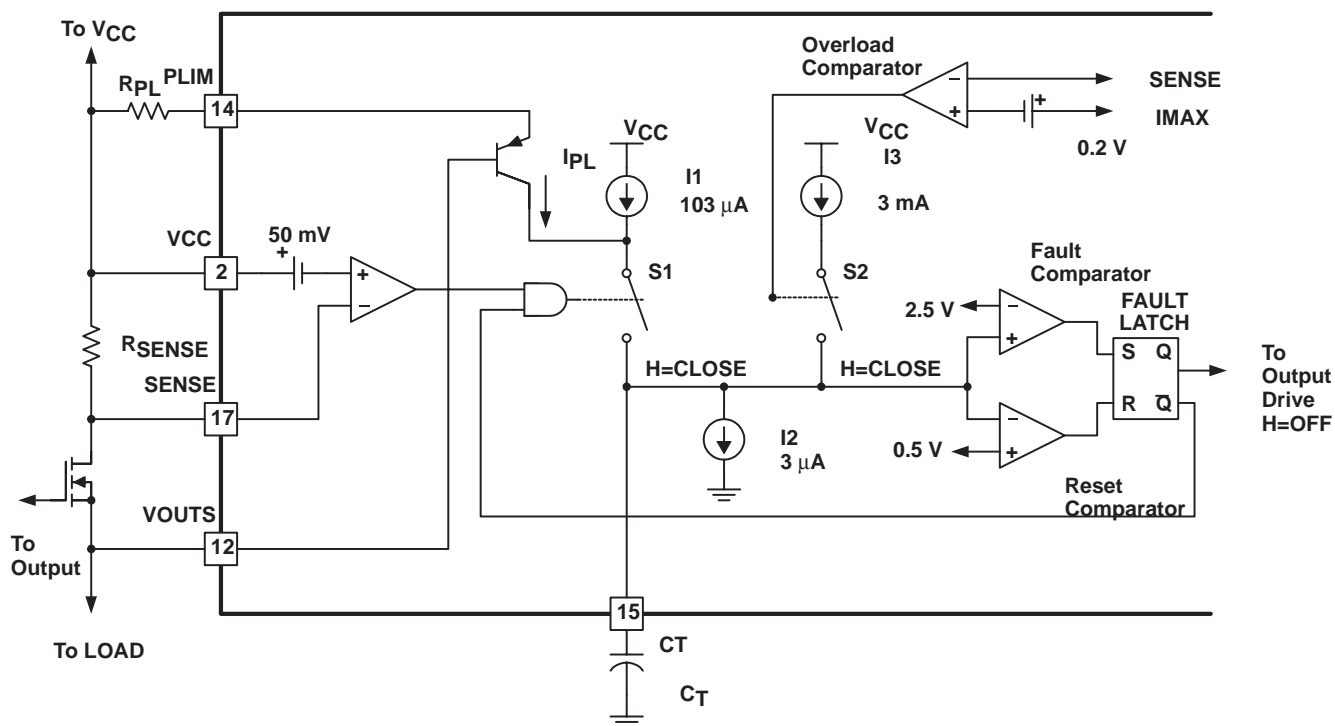 To VCC
RPL
PLIM
14
Overload
Comparator
−
+
+
SENSE
IMAX
0.2 V
VCC
IPL
I1
103 μA
VCC
I3
3 mA
VCC
2
50 mV
+
+
−
S1
S2
Fault
Comparator
2.5 V
−
+
FAULT
LATCH
S Q
R Q̅
To
Output
Drive
H=OFF
RSENSE
SENSE
17
H=CLOSE
H=CLOSE
I2
3 μA
−
+
0.5 V
Reset
Comparator
VOUTS
12
To
Output
15
To LOAD
CT
CT